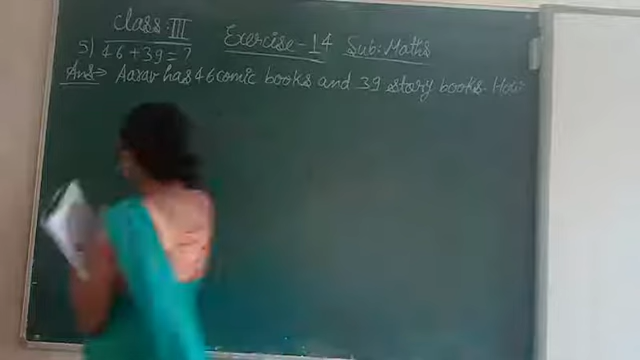 Class: III Exercise-14 Sub: Maths
5) 46+39=?
Ans→ Aarav has 46 comic books and 39 story books. How